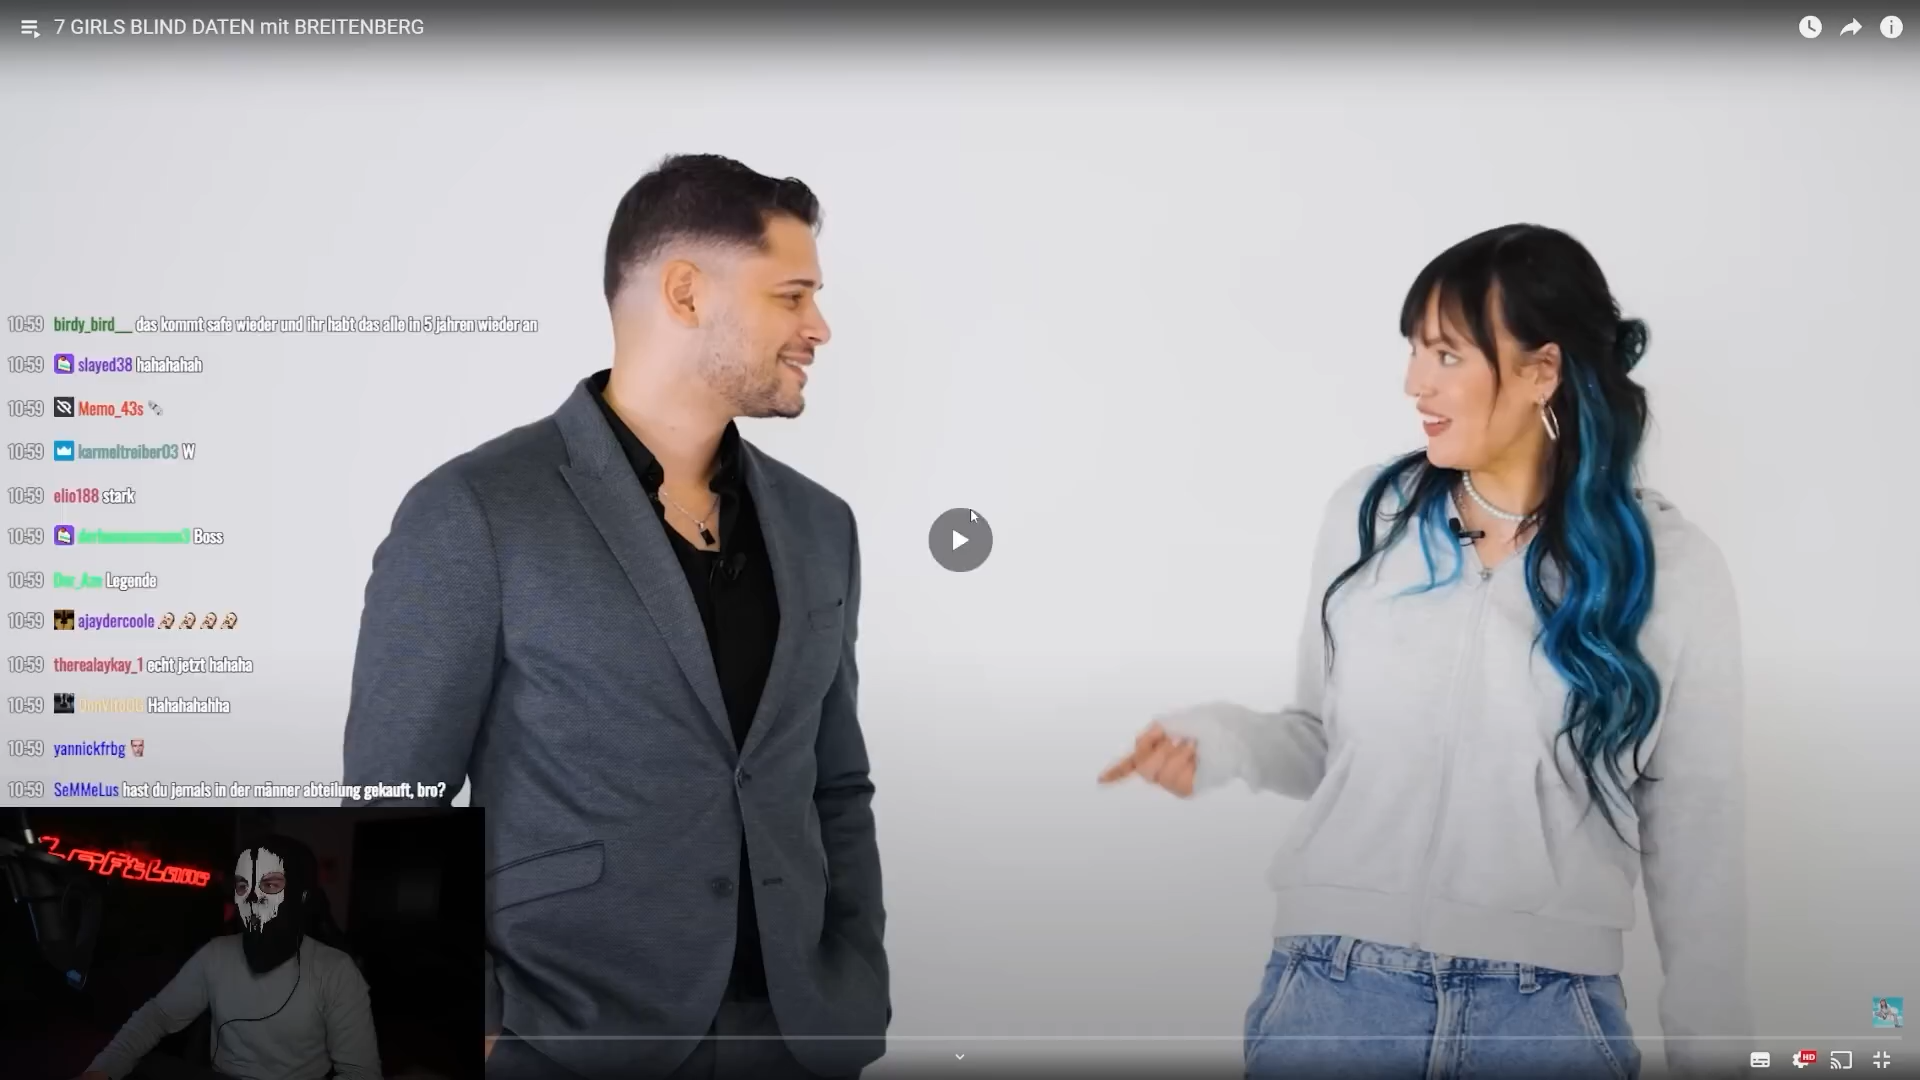 7 GIRLS BLIND DATEN mit BREITENBERG
10:59 birdy_bird__ das kommt safe wieder und ihr habt das alle in 5 jahren wieder an
10:59 slayed38 hahahahah
10:59 Memo_43s
10:59 karmeltreiber03 W
10:59 elio188 stark
10:59 Boss
10:59 Legende
10:59 ajaydercoole
10:59 therealaykay_1 echt jetzt hahaha
10:59 Hahahahahha
10:59 yannickfrbg
10:59 SeMMeLus hast du jemals in der männer abteilung gekauft, bro?
HD